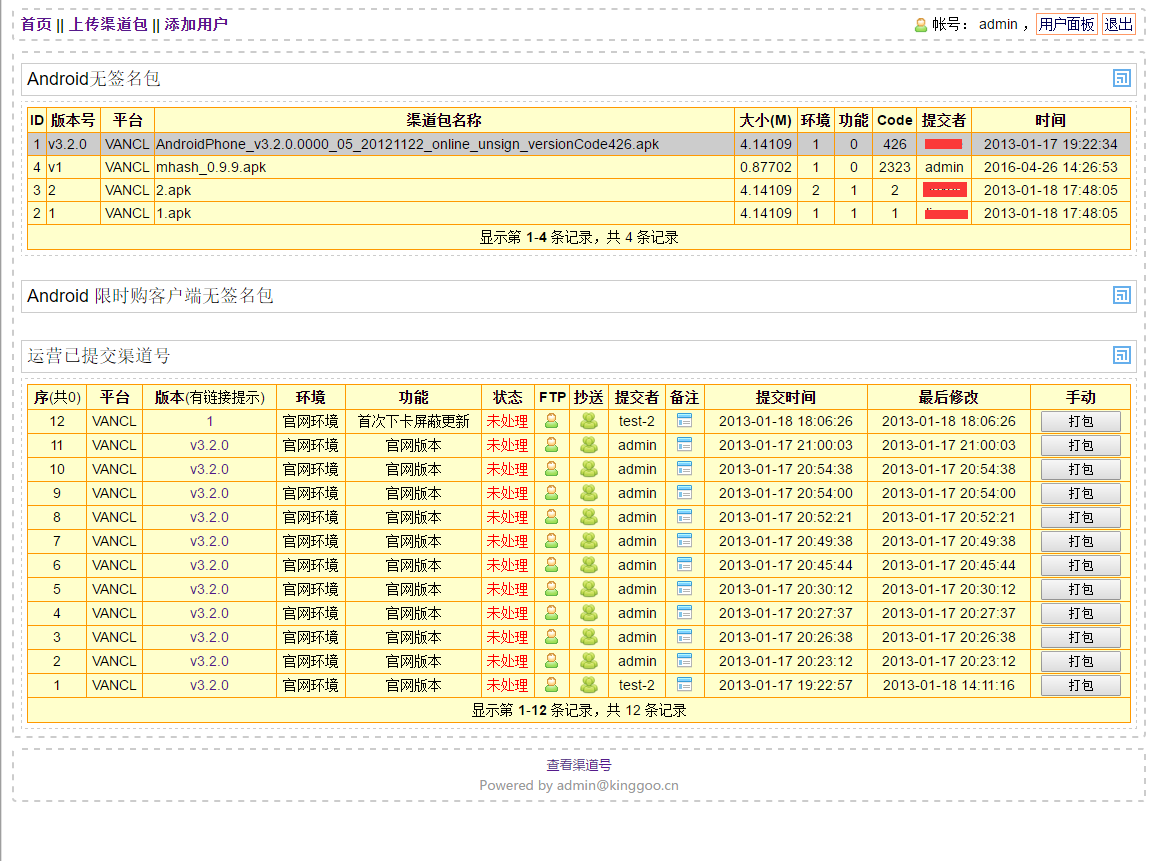 首页 || 上传渠道包 || 添加用户 帐号： admin ， 用户面板 退出
Android无签名包
ID 版本号 平台 渠道包名称 大小(M) 环境 功能 Code 提交者 时间
1 v3.2.0 VANCL AndroidPhone_v3.2.0.0000_05_20121122_online_unsign_versionCode426.apk 4.14109 1 0 426 2013-01-17 19:22:34
4 v1 VANCL mhash_0.9.9.apk 0.87702 1 0 2323 admin 2016-04-26 14:26:53
3 2 VANCL 2.apk 4.14109 2 1 2 2013-01-18 17:48:05
2 1 VANCL 1.apk 4.14109 1 1 1 2013-01-18 17:48:05
显示第 1-4 条记录，共 4 条记录
Android 限时购客户端无签名包
运营已提交渠道号
序(共0) 平台 版本(有链接提示) 环境 功能 状态 FTP 抄送 提交者 备注 提交时间 最后修改 手动
12 VANCL 1 官网环境 首次下卡屏蔽更新 未处理 test-2 2013-01-18 18:06:26 2013-01-18 18:06:26 打包
11 VANCL v3.2.0 官网环境 官网版本 未处理 admin 2013-01-17 21:00:03 2013-01-17 21:00:03 打包
10 VANCL v3.2.0 官网环境 官网版本 未处理 admin 2013-01-17 20:54:38 2013-01-17 20:54:38 打包
9 VANCL v3.2.0 官网环境 官网版本 未处理 admin 2013-01-17 20:54:00 2013-01-17 20:54:00 打包
8 VANCL v3.2.0 官网环境 官网版本 未处理 admin 2013-01-17 20:52:21 2013-01-17 20:52:21 打包
7 VANCL v3.2.0 官网环境 官网版本 未处理 admin 2013-01-17 20:49:38 2013-01-17 20:49:38 打包
6 VANCL v3.2.0 官网环境 官网版本 未处理 admin 2013-01-17 20:45:44 2013-01-17 20:45:44 打包
5 VANCL v3.2.0 官网环境 官网版本 未处理 admin 2013-01-17 20:30:12 2013-01-17 20:30:12 打包
4 VANCL v3.2.0 官网环境 官网版本 未处理 admin 2013-01-17 20:27:37 2013-01-17 20:27:37 打包
3 VANCL v3.2.0 官网环境 官网版本 未处理 admin 2013-01-17 20:26:38 2013-01-17 20:26:38 打包
2 VANCL v3.2.0 官网环境 官网版本 未处理 admin 2013-01-17 20:23:12 2013-01-17 20:23:12 打包
1 VANCL v3.2.0 官网环境 官网版本 未处理 test-2 2013-01-17 19:22:57 2013-01-18 14:11:16 打包
显示第 1-12 条记录，共 12 条记录
查看渠道号
Powered by admin@kinggoo.cn